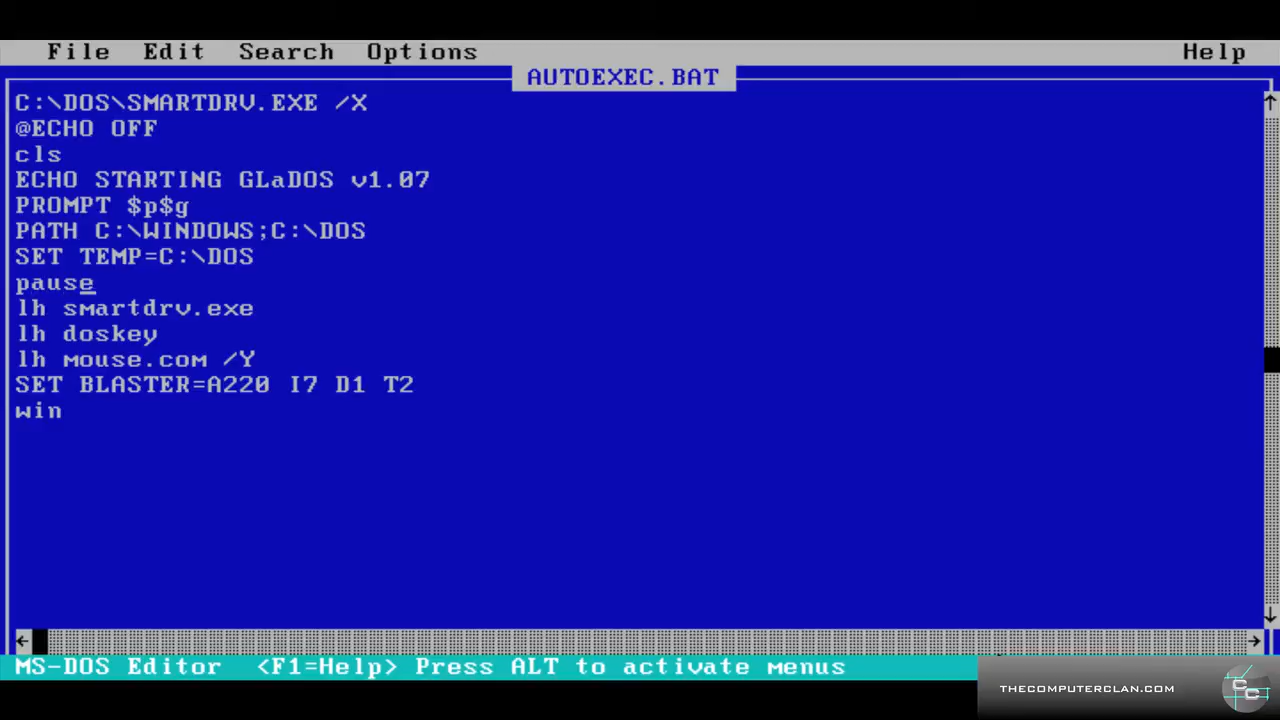 File Edit Search Options Help
AUTOEXEC.BAT
C:\DOS\SMARTDRV.EXE /X
@ECHO OFF
cls
ECHO STARTING GLaDOS v1.07
PROMPT $p$g
PATH C:\WINDOWS;C:\DOS
SET TEMP=C:\DOS
pause
lh smartdrv.exe
lh doskey
lh mouse.com /Y
SET BLASTER=A220 I7 D1 T2
win
MS-DOS Editor <F1=Help> Press ALT to activate menus
THECOMPUTERCLAN.COM
CC